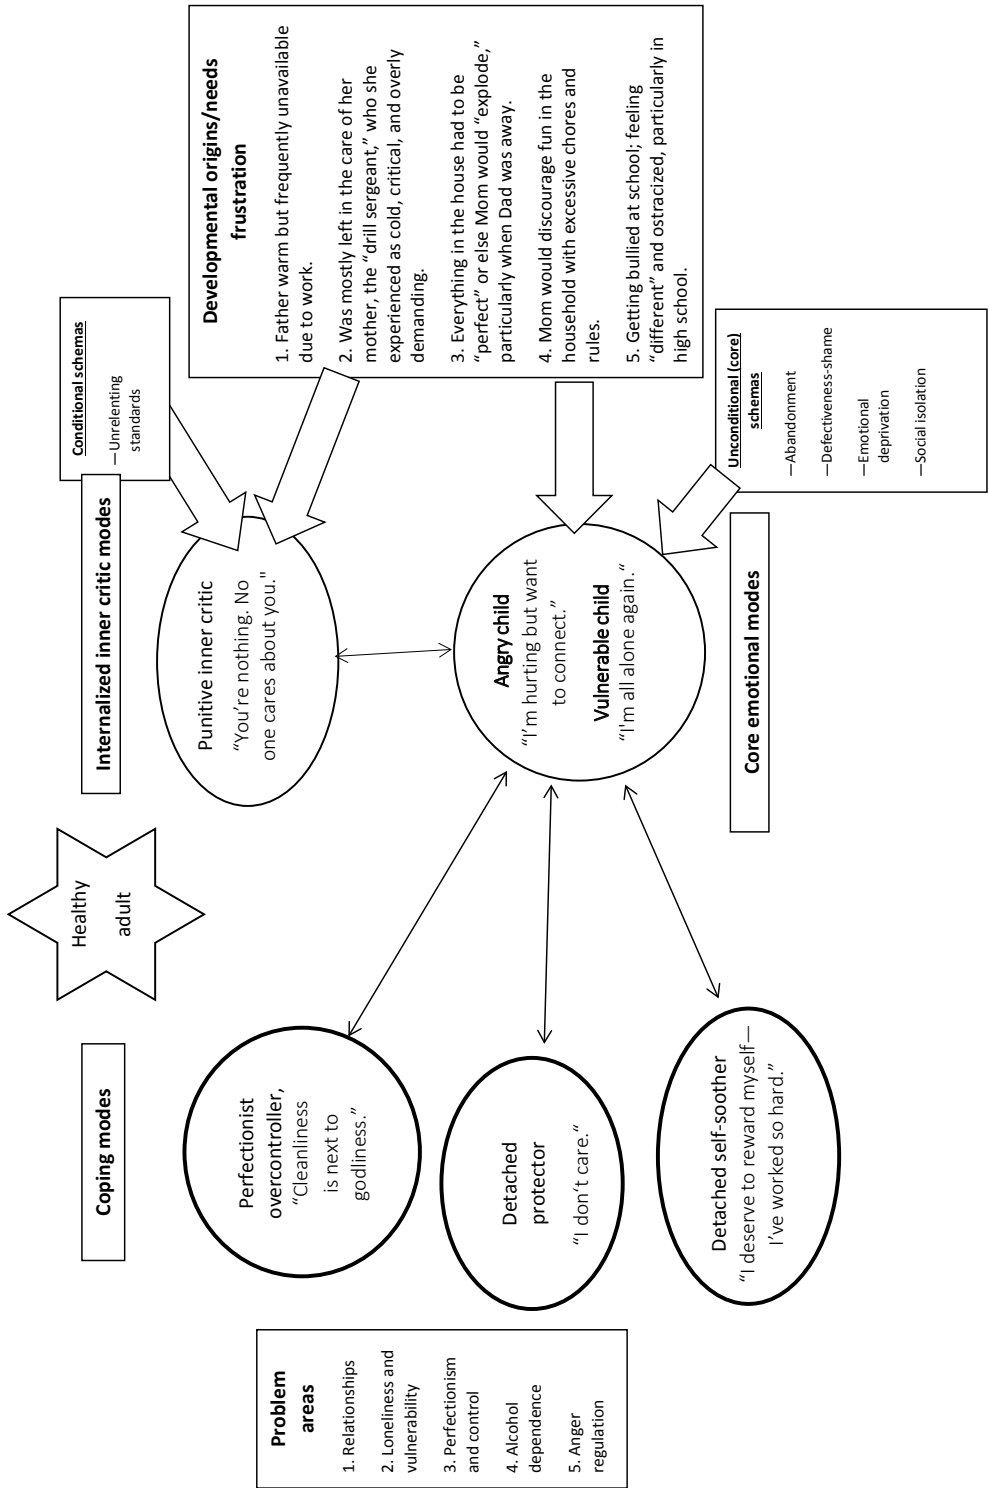 Problem
areas
1. Relationships
2. Loneliness and
vulnerability
3. Perfectionism
and control
4. Alcohol
dependence
5. Anger
regulation
Coping modes
Perfectionist
overcontroller,
“Cleanliness
is next to
godliness.”
Detached
protector
“I don't care.“
Detached self-soother
“I deserve to reward myself—
I've worked so hard.”
Healthy
adult
Internalized inner critic modes
Punitive inner critic
“You're nothing. No
one cares about you."
Angry child
“I'm hurting but want
to connect.”
Vulnerable child
“I'm all alone again.“
Core emotional modes
Conditional schemas
—Unrelenting
standards
Developmental origins/needs
frustration
1. Father warm but frequently unavailable
due to work.
2. Was mostly left in the care of her
mother, the “drill sergeant,” who she
experienced as cold, critical, and overly
demanding.
3. Everything in the house had to be
“perfect” or else Mom would “explode,”
particularly when Dad was away.
4. Mom would discourage fun in the
household with excessive chores and
rules.
5. Getting bullied at school; feeling
“different” and ostracized, particularly in
high school.
Unconditional (core)
schemas
—Abandonment
—Defectiveness-shame
—Emotional
deprivation
—Social isolation